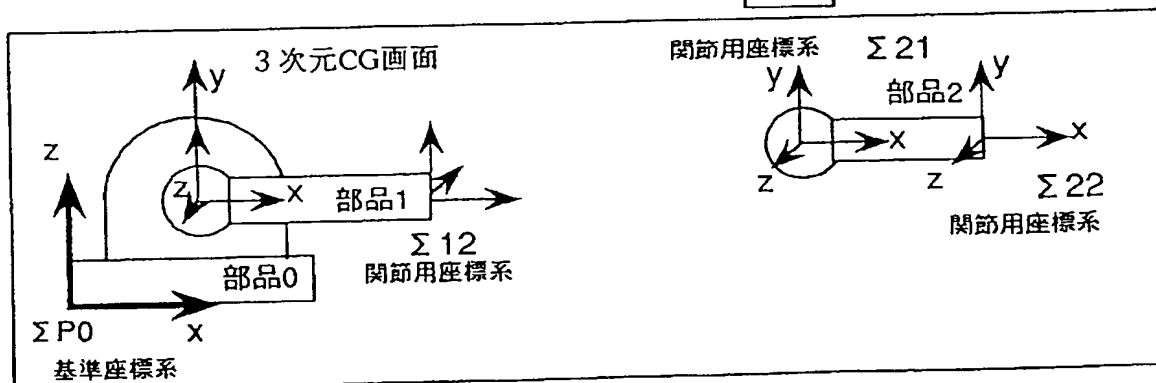 3次元CG画面
y
z
z
x
部品1
Σ12
関節用座標系
部品0
ΣP0
x
基準座標系
関節用座標系 Σ21
y
部品2
y
x
x
z
z
Σ22
関節用座標系